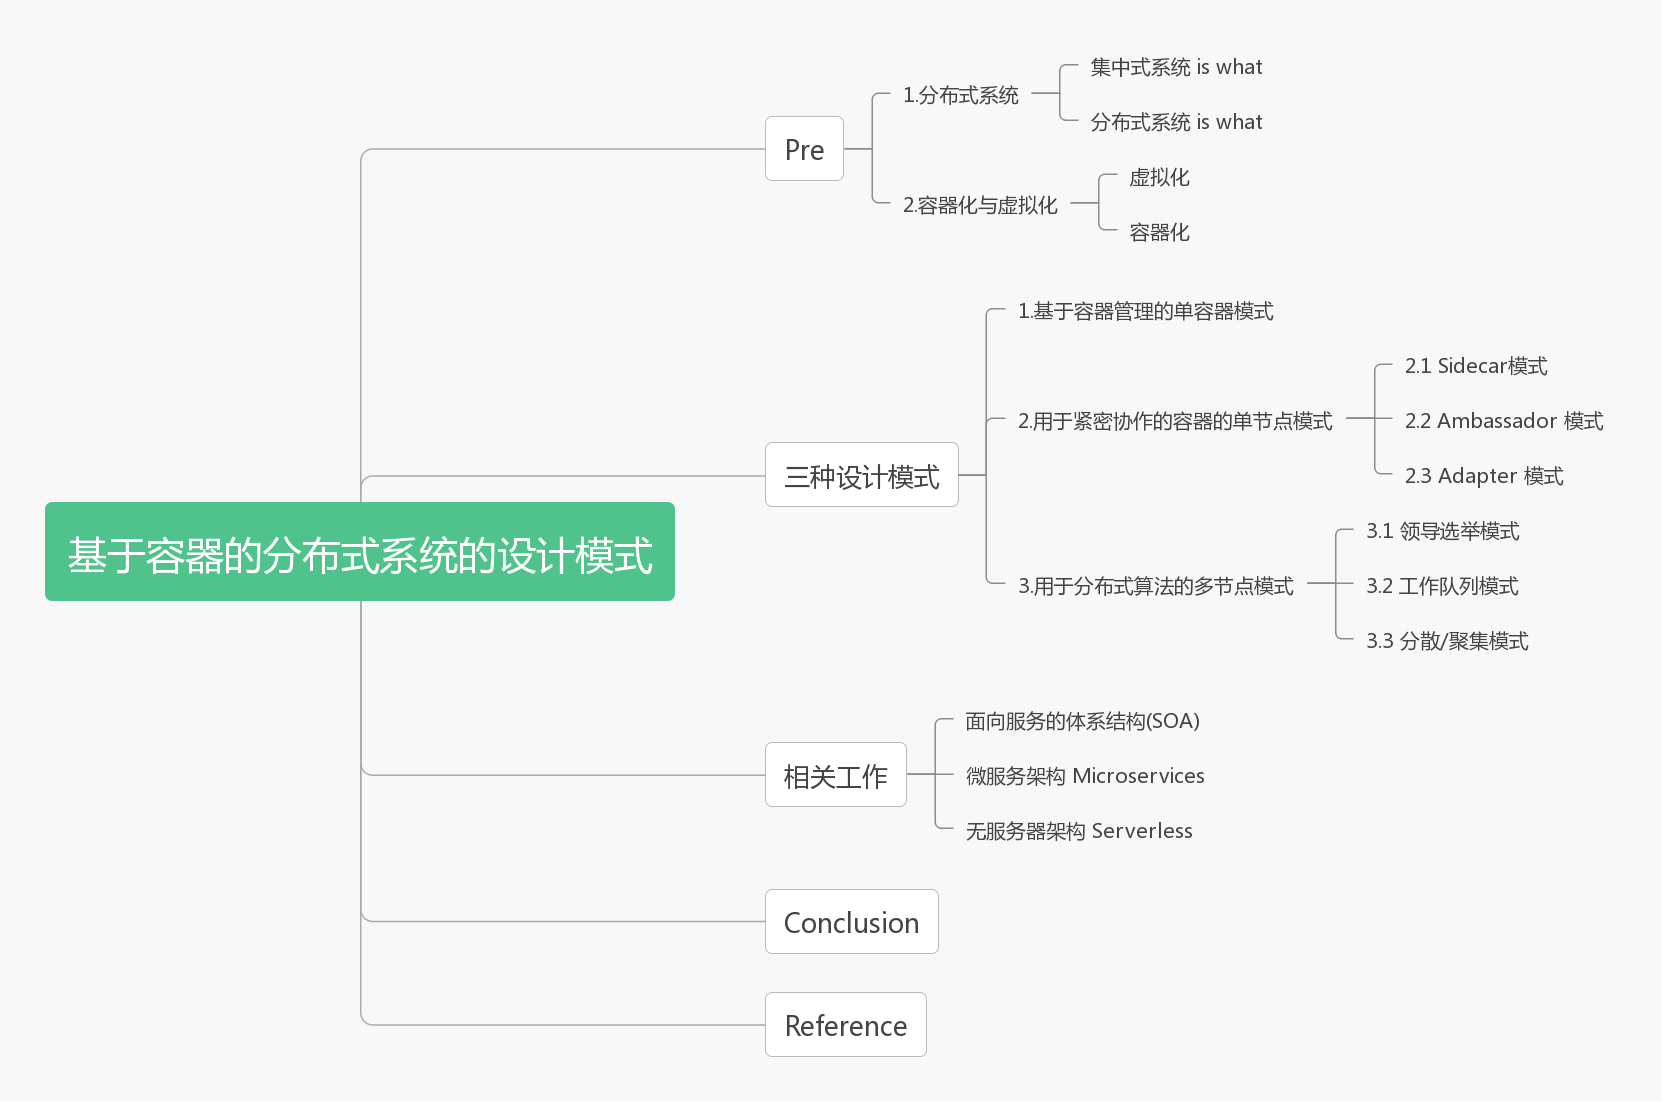 基于容器的分布式系统的设计模式
Pre
1.分布式系统
集中式系统 is what
分布式系统 is what
2.容器化与虚拟化
虚拟化
容器化
三种设计模式
1.基于容器管理的单容器模式
2.用于紧密协作的容器的单节点模式
2.1 Sidecar模式
2.2 Ambassador 模式
2.3 Adapter 模式
3.用于分布式算法的多节点模式
3.1 领导选举模式
3.2 工作队列模式
3.3 分散/聚集模式
相关工作
面向服务的体系结构(SOA)
微服务架构 Microservices
无服务器架构 Serverless
Conclusion
Reference